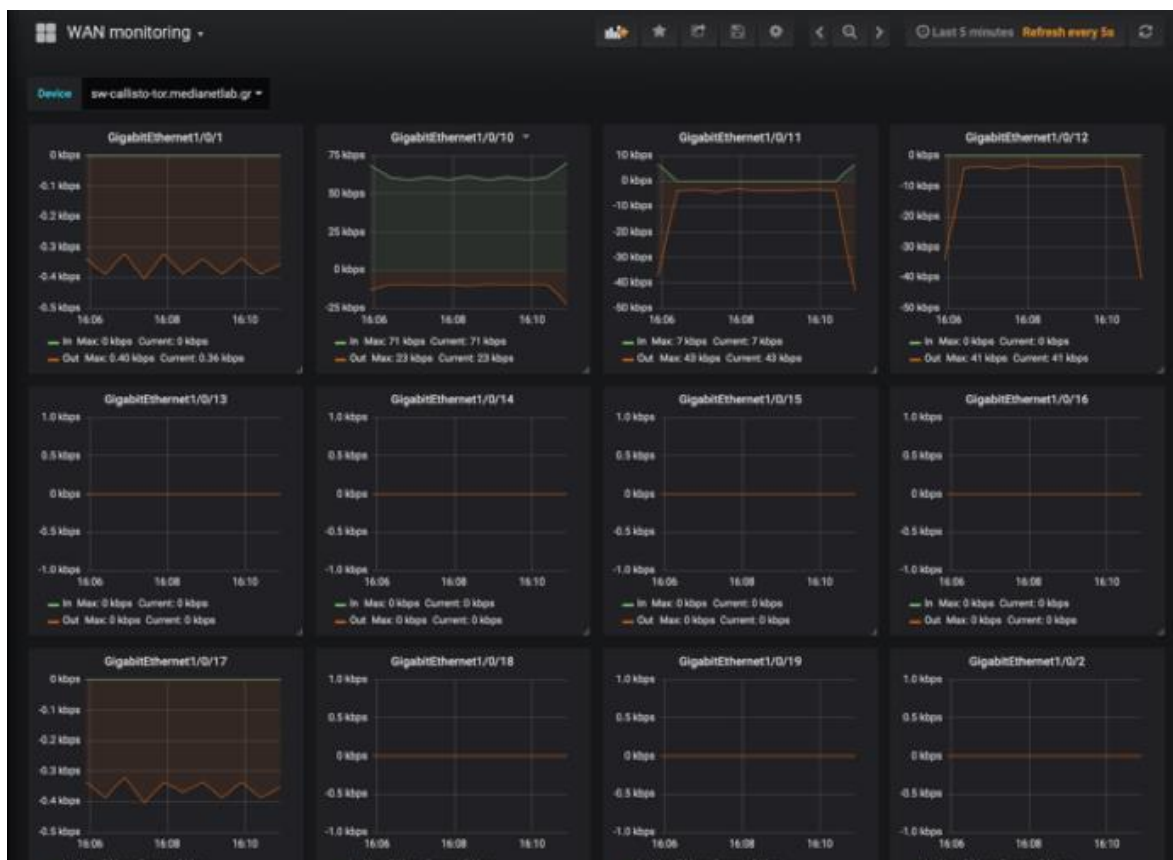 WAN monitoring
Last 5 minutes Refresh every 5s
Device sw-callisto-tor.medianetlab.gr
GigabitEthernet1/0/1
0 kbps
-0.1 kbps
-0.2 kbps
-0.3 kbps
-0.4 kbps
-0.5 kbps
16:06 16:08 16:10
In Max: 0 kbps Current: 0 kbps
Out Max: 0.40 kbps Current: 0.36 kbps
GigabitEthernet1/0/10
75 kbps
50 kbps
25 kbps
0 kbps
-25 kbps
16:06 16:08 16:10
In Max: 71 kbps Current: 71 kbps
Out Max: 23 kbps Current: 23 kbps
GigabitEthernet1/0/11
10 kbps
0 kbps
-10 kbps
-20 kbps
-30 kbps
-40 kbps
-50 kbps
16:06 16:08 16:10
In Max: 7 kbps Current: 7 kbps
Out Max: 43 kbps Current: 43 kbps
GigabitEthernet1/0/12
0 kbps
-10 kbps
-20 kbps
-30 kbps
-40 kbps
-50 kbps
16:06 16:08 16:10
In Max: 0 kbps Current: 0 kbps
Out Max: 41 kbps Current: 41 kbps
GigabitEthernet1/0/13
1.0 kbps
0.5 kbps
0 kbps
-0.5 kbps
-1.0 kbps
16:06 16:08 16:10
In Max: 0 kbps Current: 0 kbps
Out Max: 0 kbps Current: 0 kbps
GigabitEthernet1/0/14
1.0 kbps
0.5 kbps
0 kbps
-0.5 kbps
-1.0 kbps
16:06 16:08 16:10
In Max: 0 kbps Current: 0 kbps
Out Max: 0 kbps Current: 0 kbps
GigabitEthernet1/0/15
1.0 kbps
0.5 kbps
0 kbps
-0.5 kbps
-1.0 kbps
16:06 16:08 16:10
In Max: 0 kbps Current: 0 kbps
Out Max: 0 kbps Current: 0 kbps
GigabitEthernet1/0/16
1.0 kbps
0.5 kbps
0 kbps
-0.5 kbps
-1.0 kbps
16:06 16:08 16:10
In Max: 0 kbps Current: 0 kbps
Out Max: 0 kbps Current: 0 kbps
GigabitEthernet1/0/17
0 kbps
-0.1 kbps
-0.2 kbps
-0.3 kbps
-0.4 kbps
-0.5 kbps
16:06 16:08 16:10
GigabitEthernet1/0/18
1.0 kbps
0.5 kbps
0 kbps
-0.5 kbps
-1.0 kbps
16:06 16:08 16:10
GigabitEthernet1/0/19
1.0 kbps
0.5 kbps
0 kbps
-0.5 kbps
-1.0 kbps
16:06 16:08 16:10
GigabitEthernet1/0/2
1.0 kbps
0.5 kbps
0 kbps
-0.5 kbps
-1.0 kbps
16:06 16:08 16:10